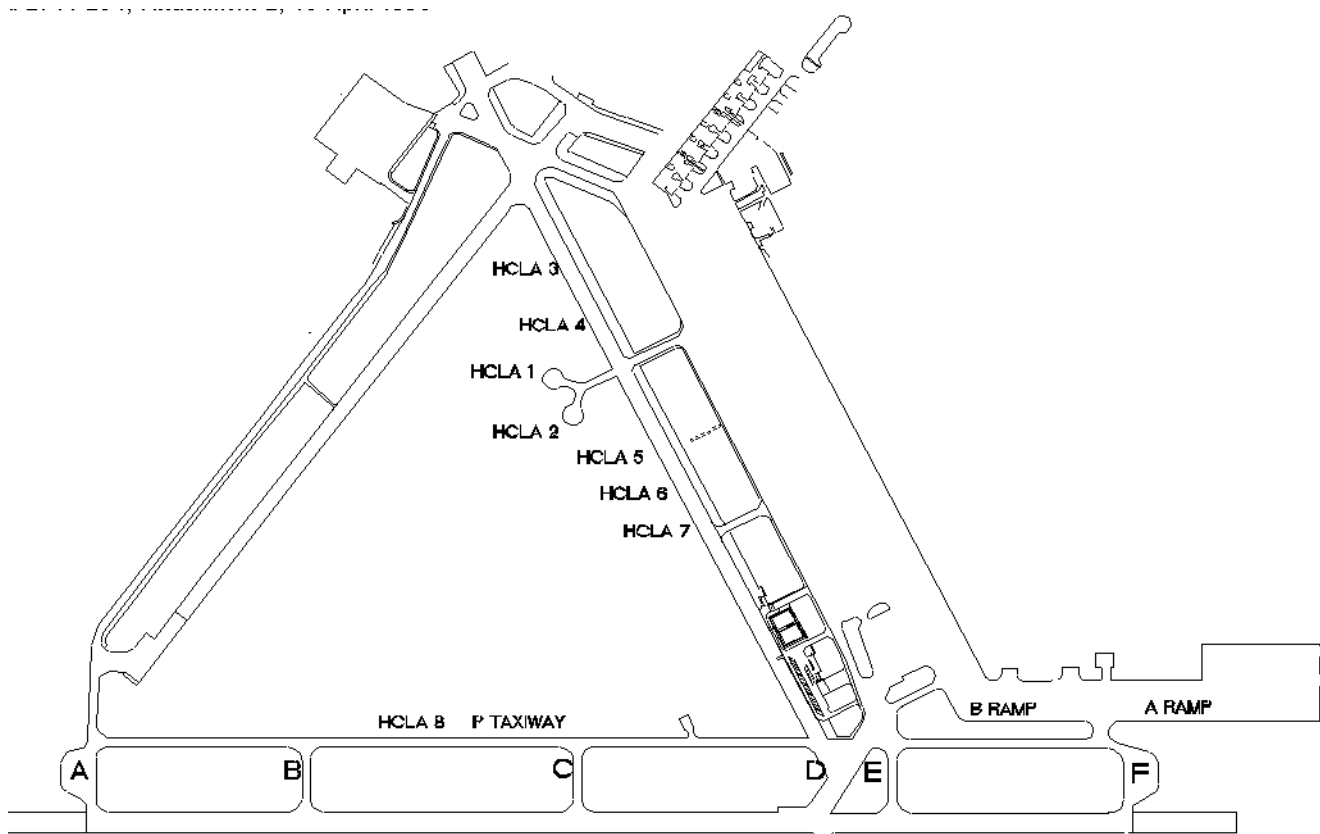 HCLA 3
HCLA 4
HCLA 1
HCLA 2
HCLA 5
HCLA 6
HCLA 7
HCLA 8 P TAXIWAY
B RAMP
A RAMP
A B C D E F